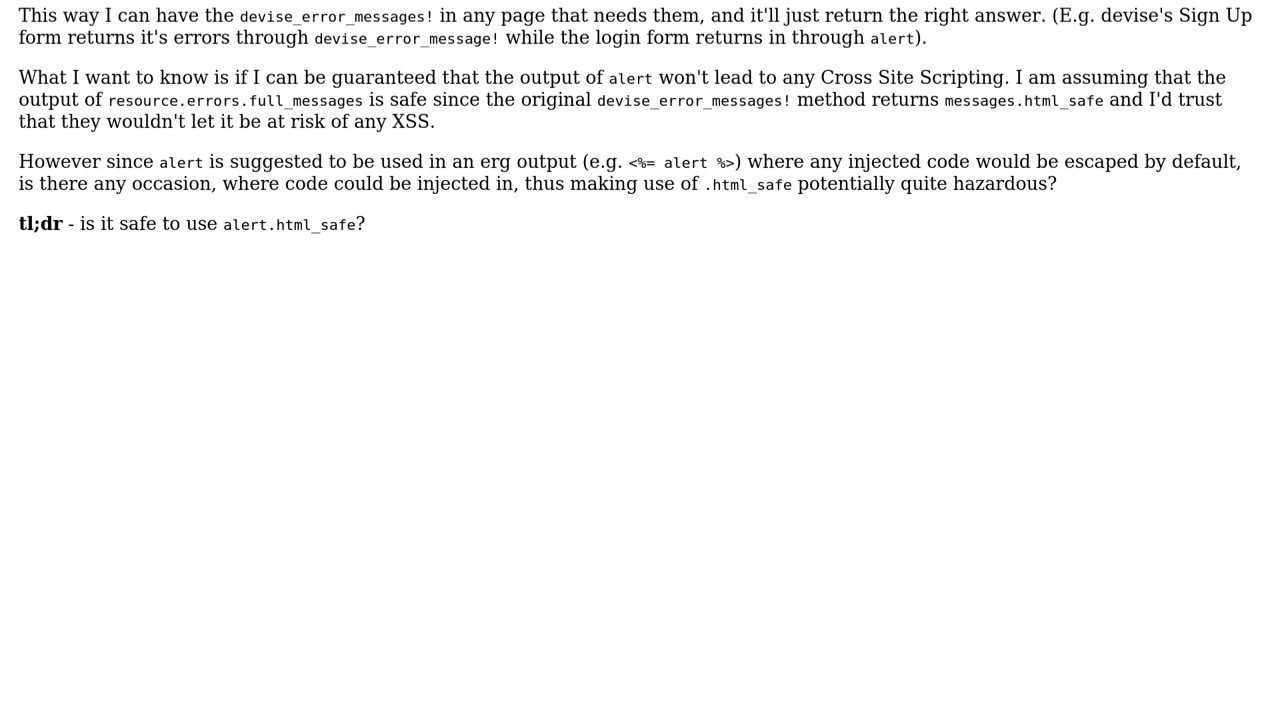 This way I can have the devise_error_messages! in any page that needs them, and it'll just return the right answer. (E.g. devise's Sign Up
form returns it's errors through devise_error_message! while the login form returns in through alert).
What I want to know is if I can be guaranteed that the output of alert won't lead to any Cross Site Scripting. I am assuming that the
output of resource.errors.full_messages is safe since the original devise_error_messages! method returns messages.html_safe and I'd trust
that they wouldn't let it be at risk of any XSS.
However since alert is suggested to be used in an erg output (e.g. <%= alert %>) where any injected code would be escaped by default,
is there any occasion, where code could be injected in, thus making use of .html_safe potentially quite hazardous?
tl;dr - is it safe to use alert.html_safe?